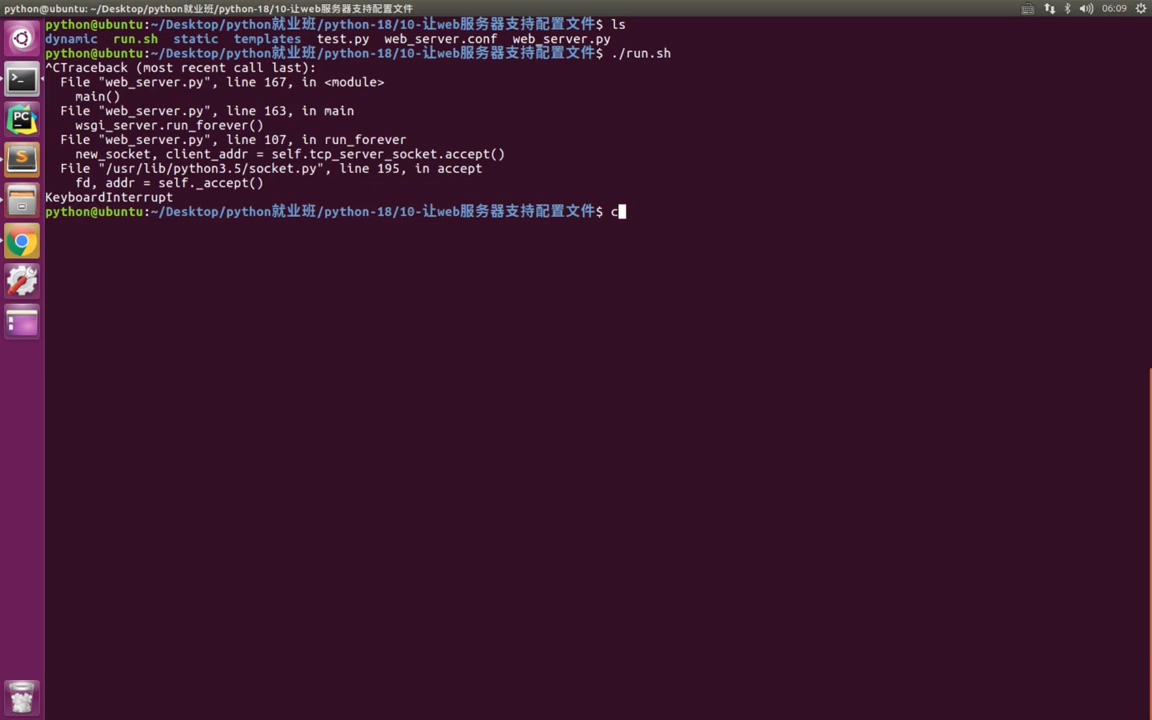 python@ubuntu: ~/Desktop/python就业班/python-18/10-让web服务器支持配置文件
06:09
python@ubuntu:~/Desktop/python就业班/python-18/10-让web服务器支持配置文件$ ls
dynamic  run.sh  static  templates  test.py  web_server.conf  web_server.py
python@ubuntu:~/Desktop/python就业班/python-18/10-让web服务器支持配置文件$ ./run.sh
^CTraceback (most recent call last):
  File "web_server.py", line 167, in <module>
    main()
  File "web_server.py", line 163, in main
    wsgi_server.run_forever()
  File "web_server.py", line 107, in run_forever
    new_socket, client_addr = self.tcp_server_socket.accept()
  File "/usr/lib/python3.5/socket.py", line 195, in accept
    fd, addr = self._accept()
KeyboardInterrupt
python@ubuntu:~/Desktop/python就业班/python-18/10-让web服务器支持配置文件$ c
PC
S